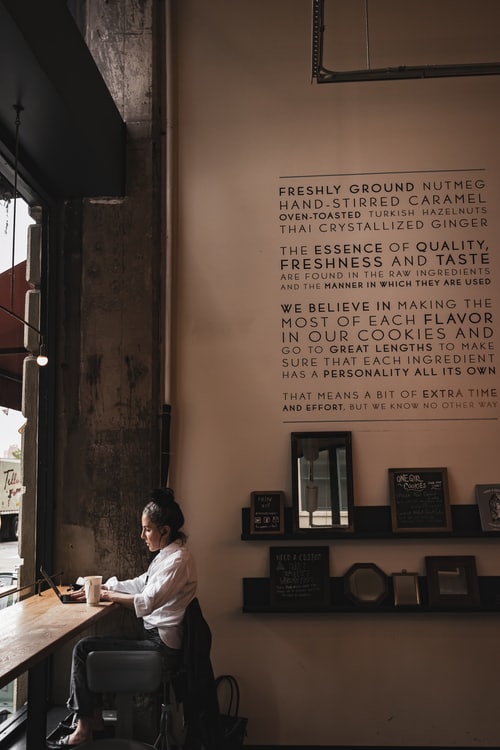 FRESHLY GROUND NUTMEG
HAND-STIRRED CARAMEL
OVEN-TOASTED TURKISH HAZELNUTS
THAI CRYSTALLIZED GINGER
THE ESSENCE OF QUALITY,
FRESHNESS AND TASTE
ARE FOUND IN THE RAW INGREDIENTS
AND THE MANNER IN WHICH THEY ARE USED
WE BELIEVE IN MAKING THE
MOST OF EACH FLAVOR
IN OUR COOKIES AND
GO TO GREAT LENGTHS TO MAKE
SURE THAT EACH INGREDIENT
HAS A PERSONALITY ALL ITS OWN
THAT MEANS A BIT OF EXTRA TIME
AND EFFORT, BUT WE KNOW NO OTHER WAY
ONE GIRL
COOKIES
NEED A COFFEE